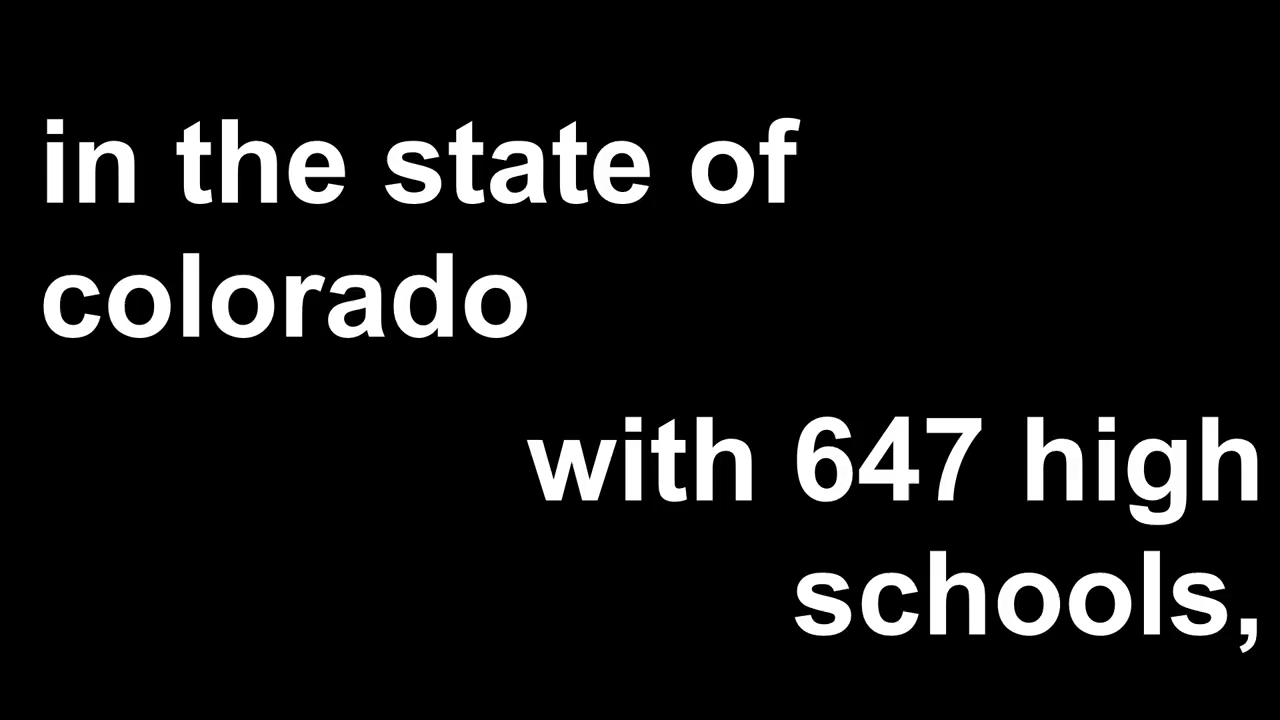 in the state of
colorado
with 647 high
schools,